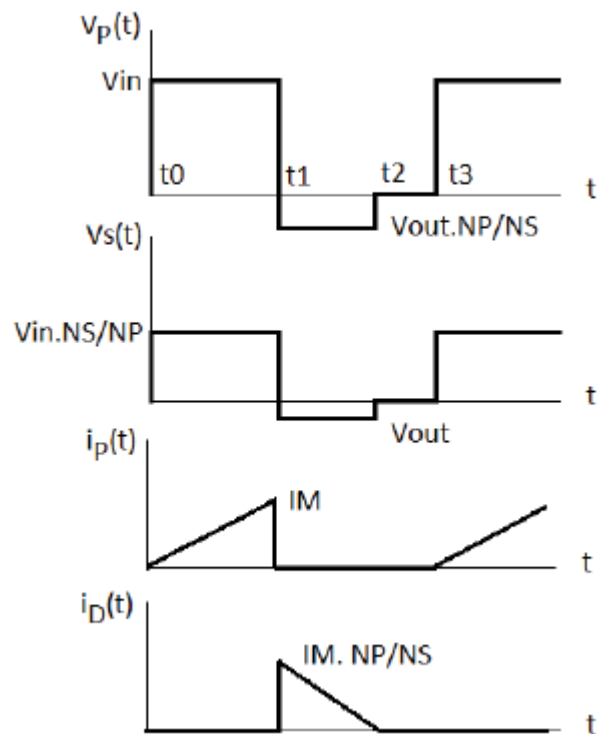 VP(t)
Vin
t0 t1 t2 t3
t
Vout.NP/NS
Vs(t)
Vin.NS/NP
t
Vout
iP(t)
IM
t
iD(t)
IM. NP/NS
t